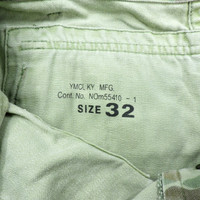 YMCLKY. MFG.
Cont. No. NOm55410 - 1
SIZE 32